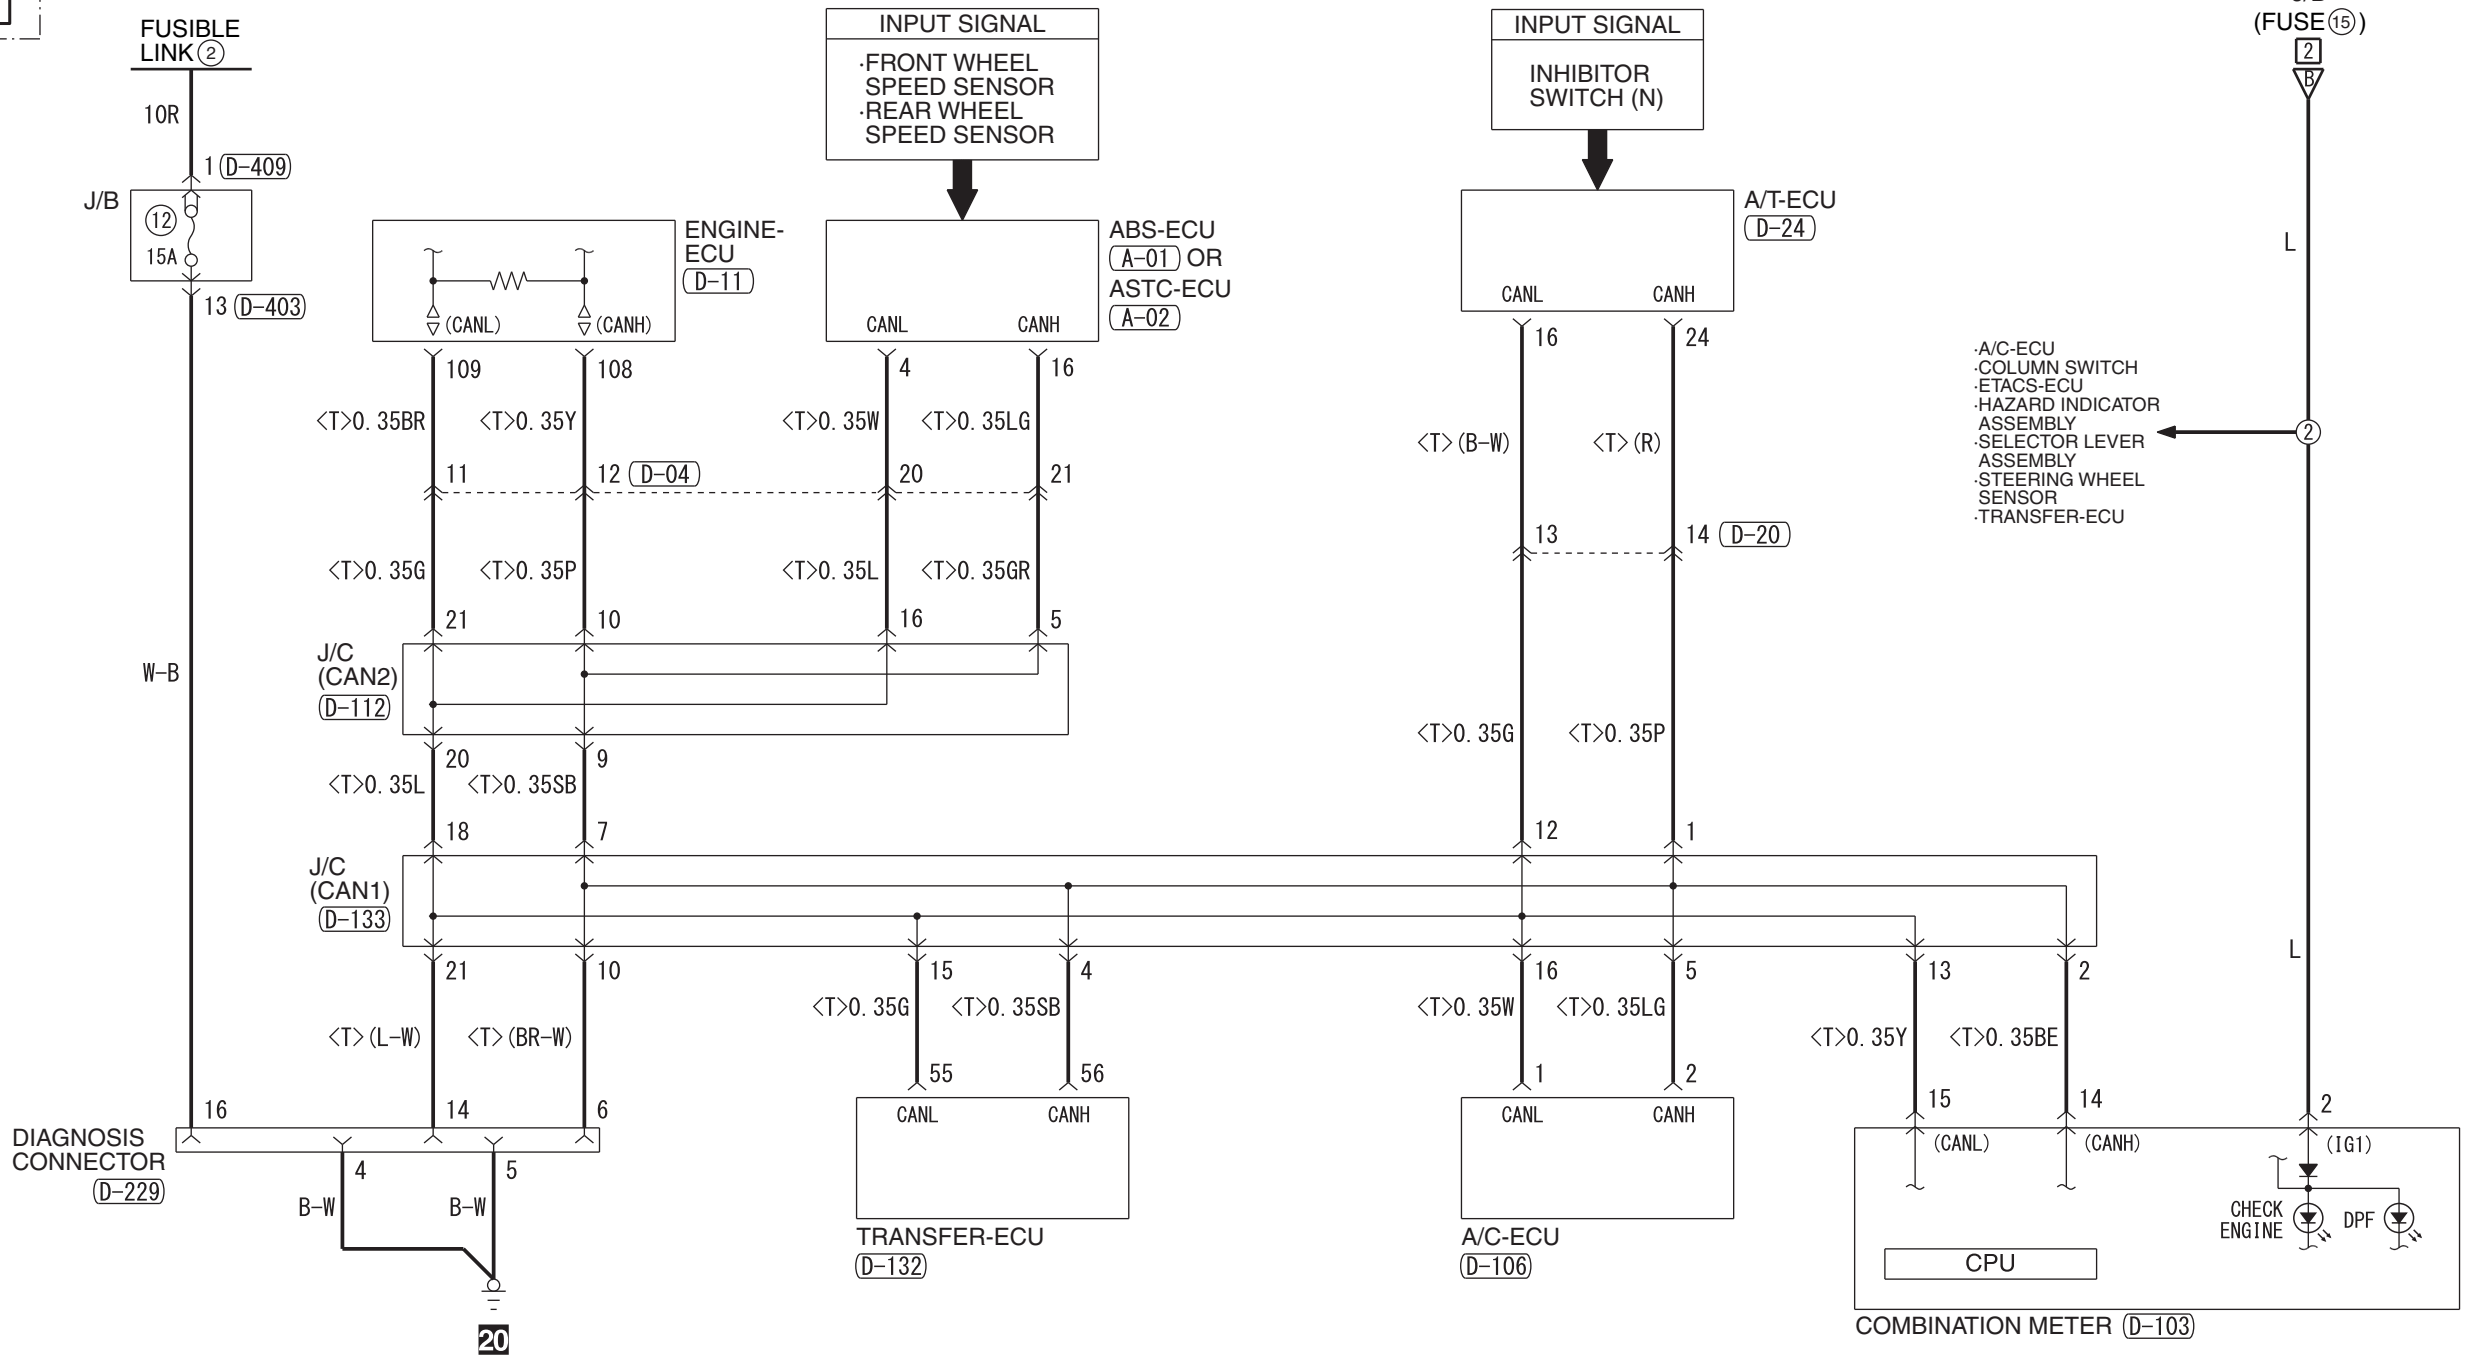 FUSIBLE
LINK ②
10R
1 D-409
J/B
12
15A
13 D-403
W-B
ENGINE-
ECU
D-11
(CANL) (CANH)
109 108
<T>0.35BR <T>0.35Y
11 12 D-04
<T>0.35G <T>0.35P
21 10
INPUT SIGNAL
·FRONT WHEEL
SPEED SENSOR
·REAR WHEEL
SPEED SENSOR
ABS-ECU
A-01 OR
ASTC-ECU
A-02
CANL CANH
4 16
<T>0.35W <T>0.35LG
20 21
<T>0.35L <T>0.35GR
16 5
J/C
(CAN2)
D-112
20 9
<T>0.35L <T>0.35SB
18 7
INPUT SIGNAL
INHIBITOR
SWITCH (N)
A/T-ECU
D-24
CANL CANH
16 24
<T>(B-W) <T>(R)
13 14 D-20
<T>0.35G <T>0.35P
12 1
(FUSE ⑮)
2
B
L
2
·A/C-ECU
·COLUMN SWITCH
·ETACS-ECU
·HAZARD INDICATOR
ASSEMBLY
·SELECTOR LEVER
ASSEMBLY
·STEERING WHEEL
SENSOR
·TRANSFER-ECU
L
J/C
(CAN1)
D-133
21 10 15 4 16 5 13 2
<T>(L-W) <T>(BR-W)
<T>0.35G <T>0.35SB
<T>0.35W <T>0.35LG
<T>0.35Y <T>0.35BE
16 14 6
DIAGNOSIS
CONNECTOR
D-229
4 5
B-W B-W
20
55 56
CANL CANH
TRANSFER-ECU
D-132
1 2
CANL CANH
A/C-ECU
D-106
15 14 2
(CANL) (CANH) (IG1)
CHECK
ENGINE
DPF
CPU
COMBINATION METER D-103